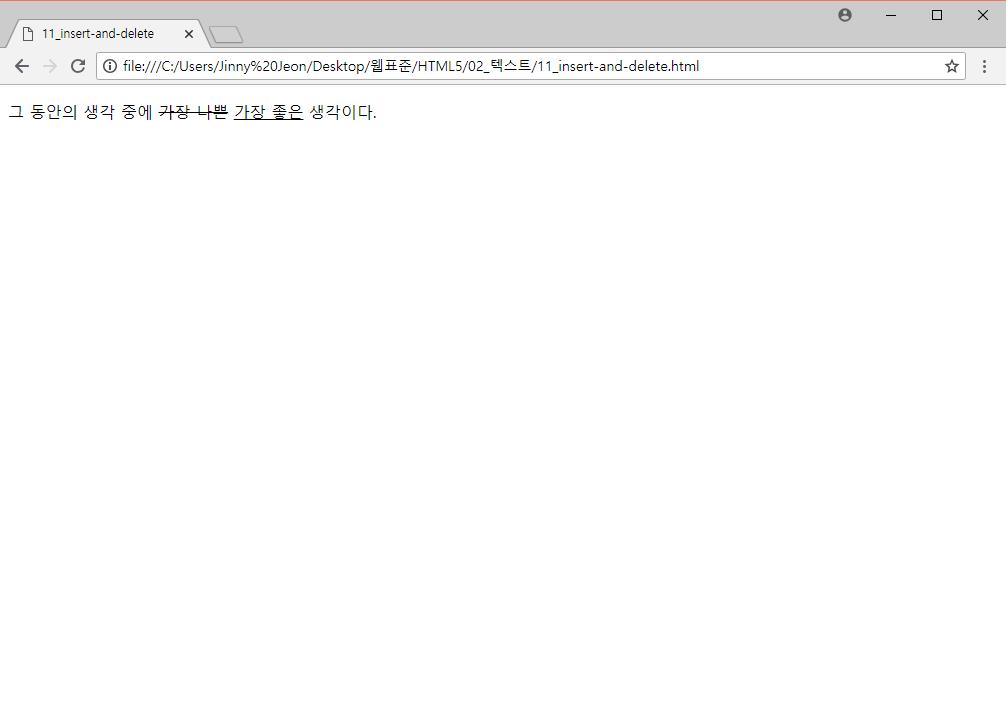 11_insert-and-delete
file:///C:/Users/Jinny%20Jeon/Desktop/웹표준/HTML5/02_텍스트/11_insert-and-delete.html
그 동안의 생각 중에 가장 나쁜 가장 좋은 생각이다.